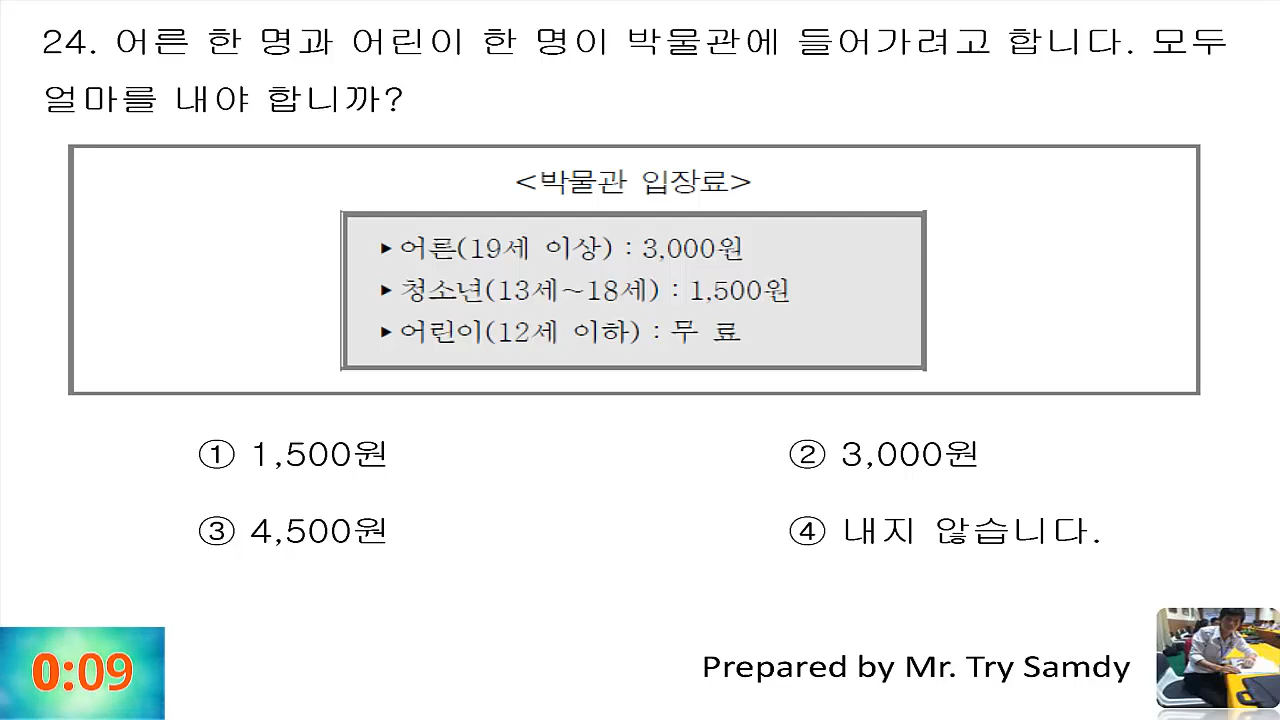 24. 어른 한 명과 어린이 한 명이 박물관에 들어가려고 합니다. 모두
얼마를 내야 합니까?
<박물관 입장료>
▸어른(19세 이상) : 3,000원
▸청소년(13세~18세) : 1,500원
▸어린이(12세 이하) : 무 료
① 1,500원
② 3,000원
③ 4,500원
④ 내지 않습니다.
0:09
Prepared by Mr. Try Samdy